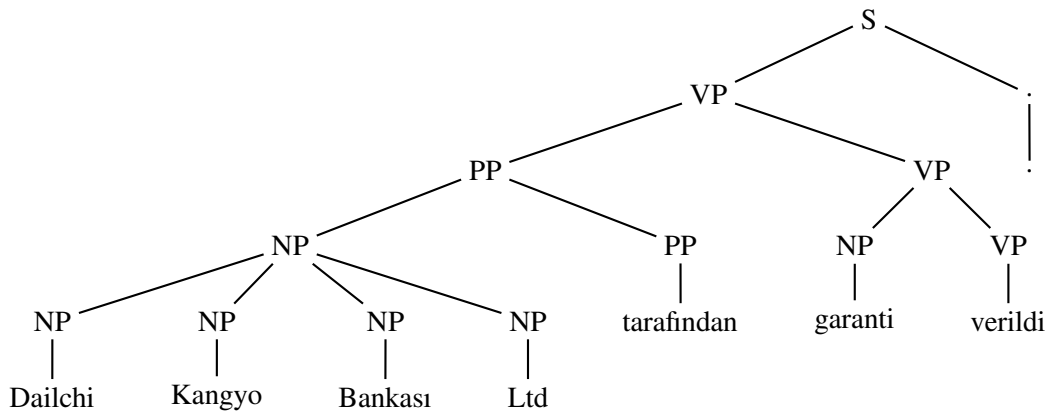 S
VP .
PP VP .
NP PP NP VP
NP NP NP NP tarafından garanti verildi
Dailchi Kangyo Bankası Ltd